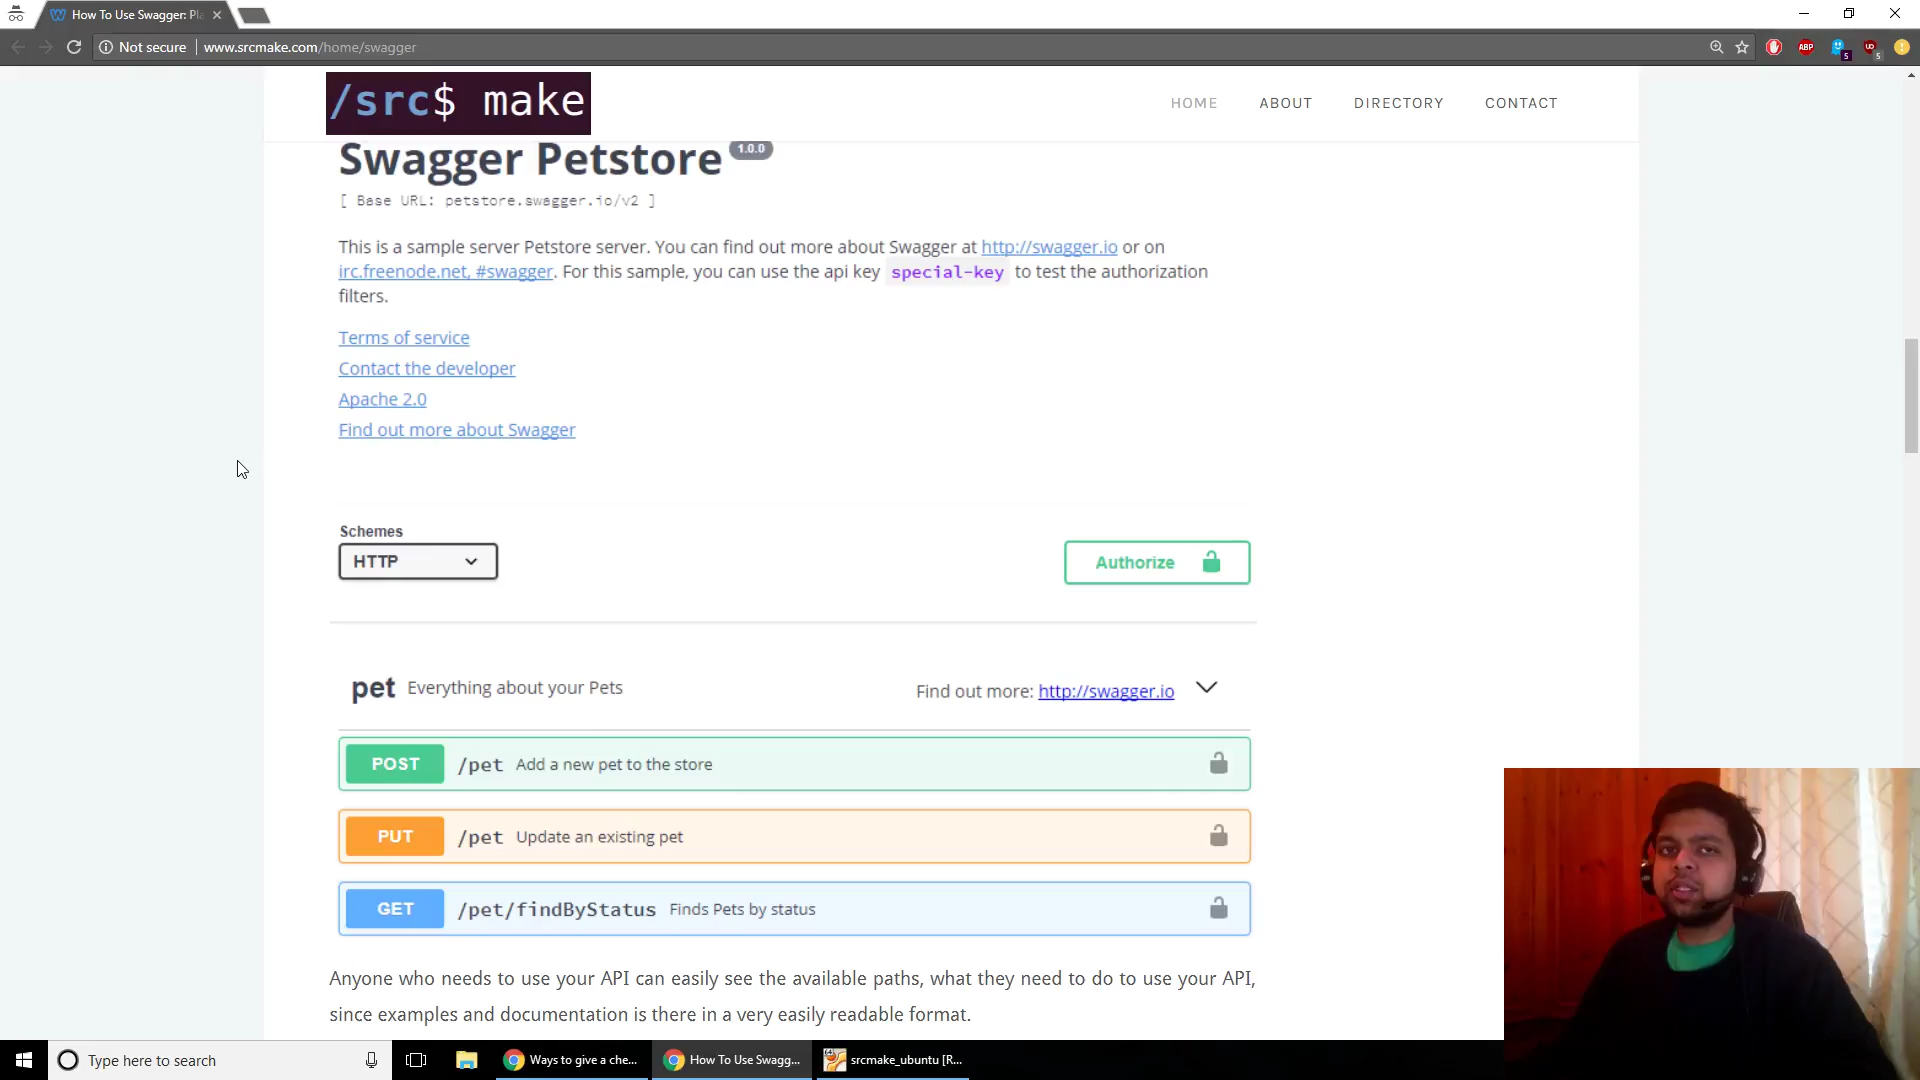 How To Use Swagger: Pl
Not secure
www.srcmake.com/home/swagger
ABP
5
5
/src$ make
HOME
ABOUT
DIRECTORY
CONTACT
Swagger Petstore 1.0.0
[ Base URL: petstore.swagger.io/v2 ]
This is a sample server Petstore server. You can find out more about Swagger at http://swagger.io or on
irc.freenode.net, #swagger. For this sample, you can use the api key special-key to test the authorization
filters.
Terms of service
Contact the developer
Apache 2.0
Find out more about Swagger
Schemes
HTTP
Authorize
pet Everything about your Pets
Find out more: http://swagger.io
POST /pet Add a new pet to the store
PUT /pet Update an existing pet
GET /pet/findByStatus Finds Pets by status
Anyone who needs to use your API can easily see the available paths, what they need to do to use your API,
since examples and documentation is there in a very easily readable format.
Type here to search
Ways to give a che...
How To Use Swagg...
srcmake_ubuntu [R...